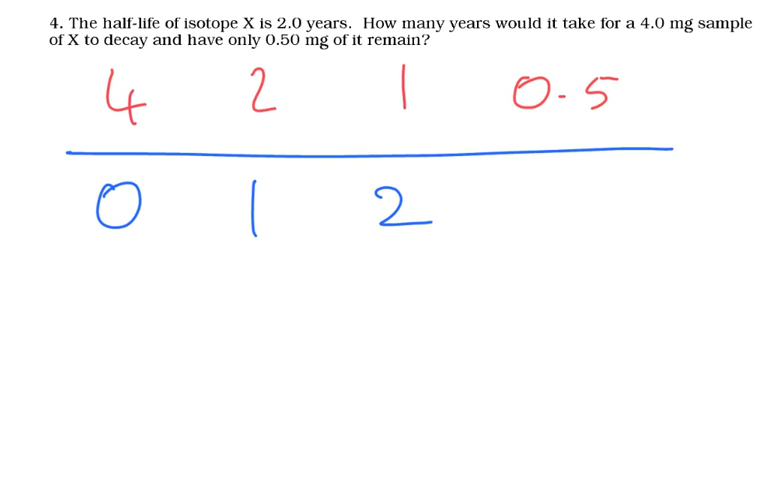 4. The half-life of isotope X is 2.0 years. How many years would it take for a 4.0 mg sample
of X to decay and have only 0.50 mg of it remain?
4 2 1 0.5
0 1 2